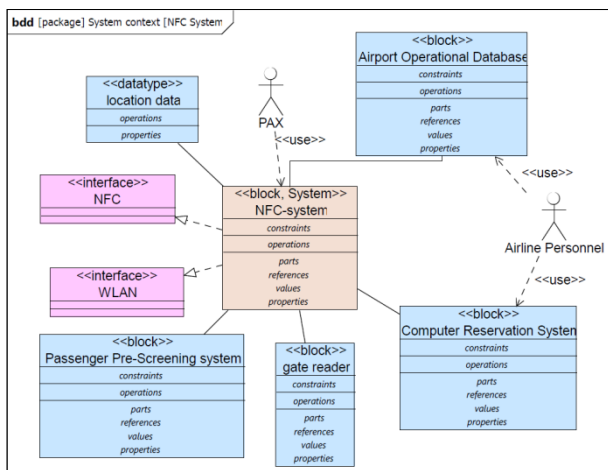 bdd [package] System context [NFC System
<<block>>
Airport Operational Database
constraints
operations
parts
references
values
properties
<<datatype>>
location data
operations
properties
PAX
<<use>>
<<interface>>
NFC
<<block, System>>
NFC-system
constraints
operations
parts
references
values
properties
<<use>>
Airline Personnel
<<use>>
<<interface>>
WLAN
<<block>>
Passenger Pre-Screening system
constraints
operations
parts
references
values
properties
<<block>>
gate reader
constraints
operations
parts
references
values
properties
<<block>>
Computer Reservation System
constraints
operations
parts
references
values
properties